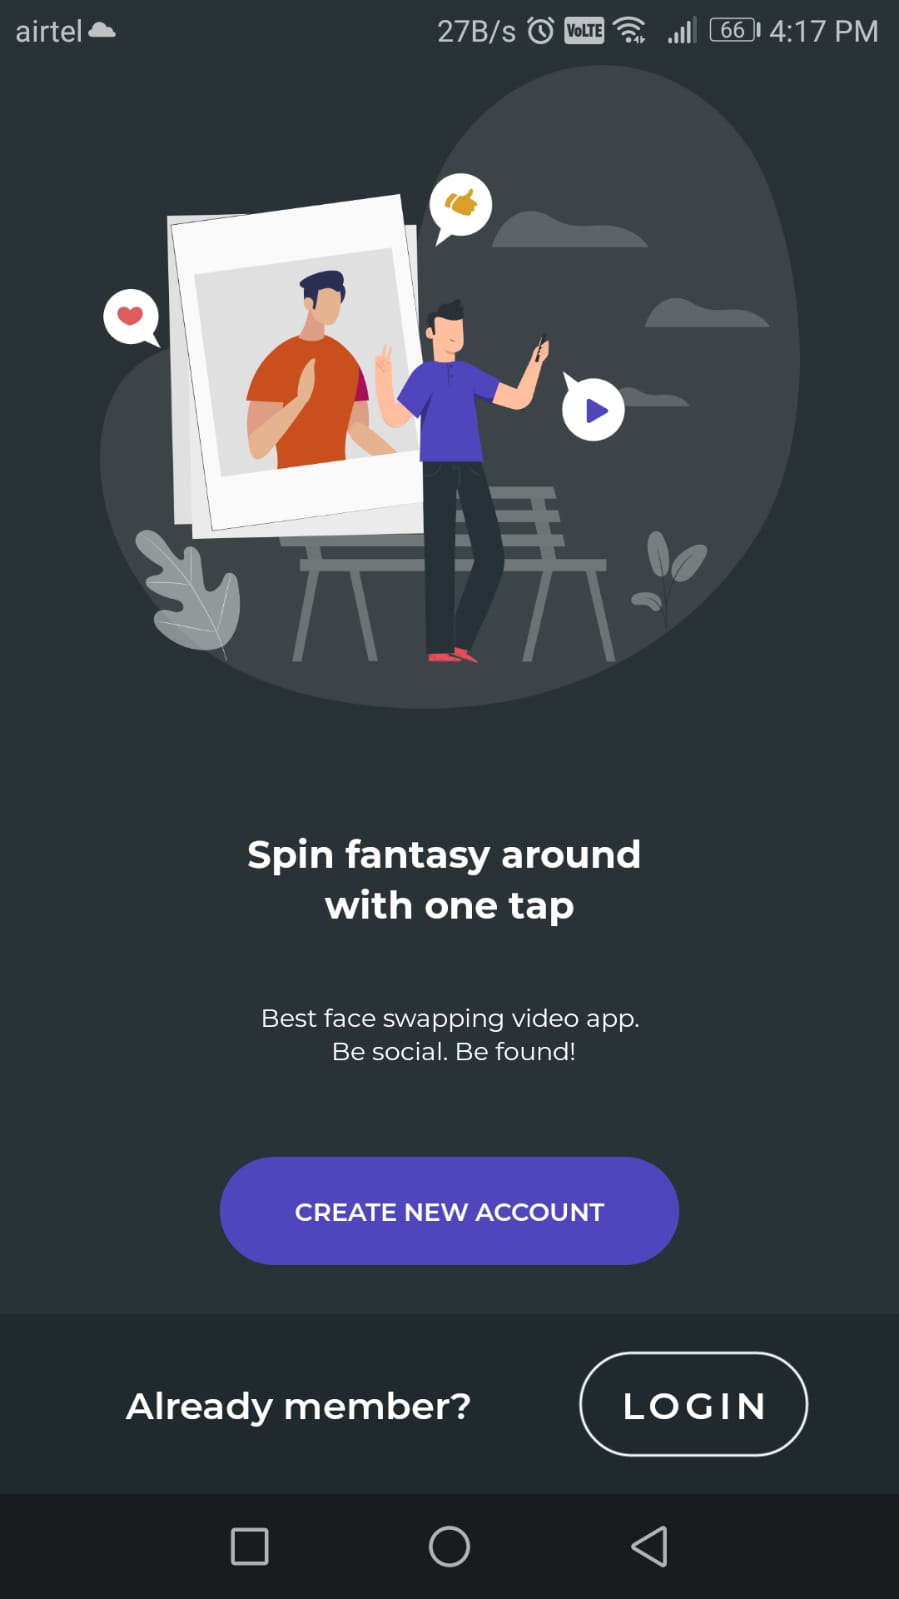 airtel 27B/s VoLTE 66 4:17 PM
Spin fantasy around
with one tap
Best face swapping video app.
Be social. Be found!
CREATE NEW ACCOUNT
Already member? LOGIN